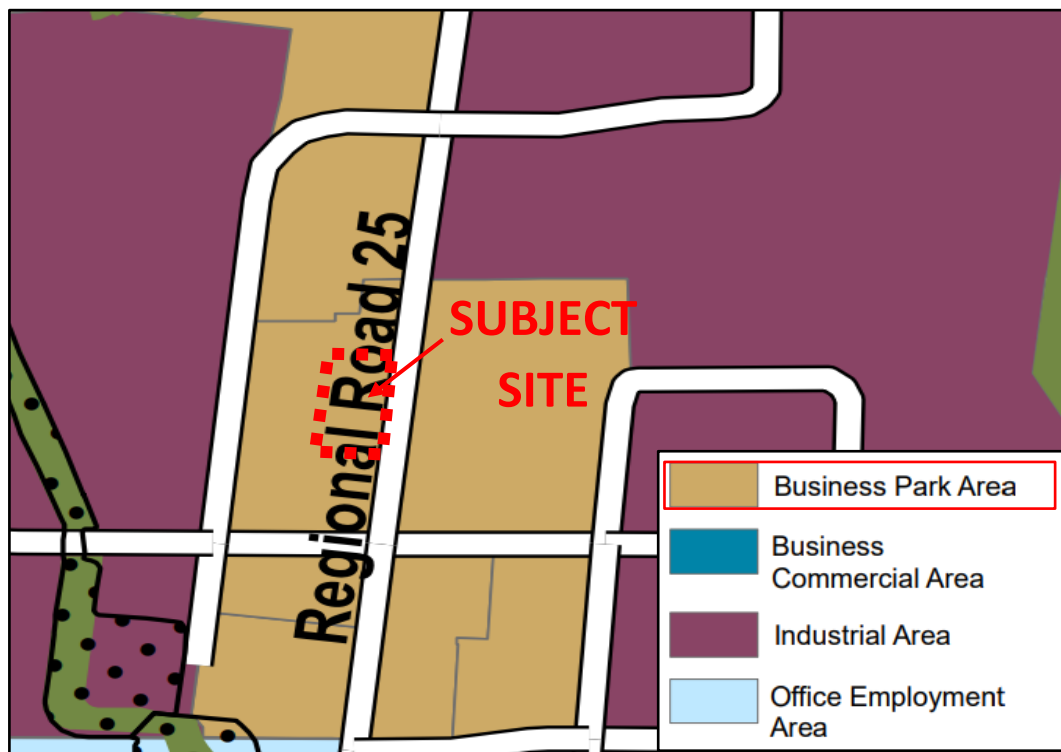 Regional Road 25
SUBJECT
SITE
Business Park Area
Business
Commercial Area
Industrial Area
Office Employment
Area